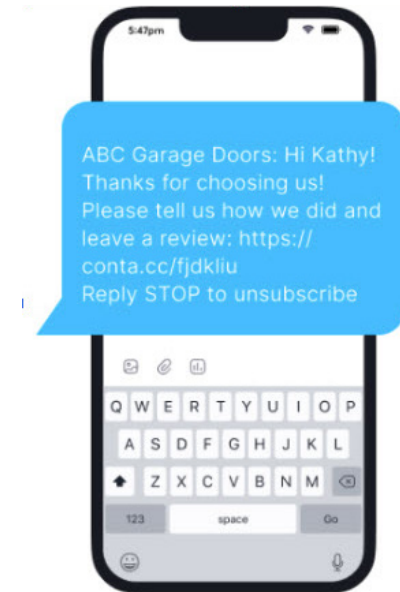 5:47pm
ABC Garage Doors: Hi Kathy!
Thanks for choosing us!
Please tell us how we did and
leave a review: https://
conta.cc/fjdkliu
Reply STOP to unsubscribe
Q W E R T Y U I O P
A S D F G H J K L
Z X C V B N M
123 space Go